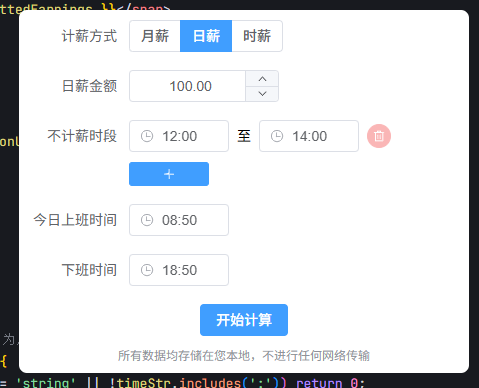 ttedEarnings }}</span>
计薪方式 月薪 日薪 时薪
日薪金额 100.00
onl
不计薪时段 12:00 至 14:00
+
今日上班时间 08:50
下班时间 18:50
开始计算
为
{
所有数据均存储在您本地，不进行任何网络传输
= 'string' || !timeStr.includes(':')) return 0;